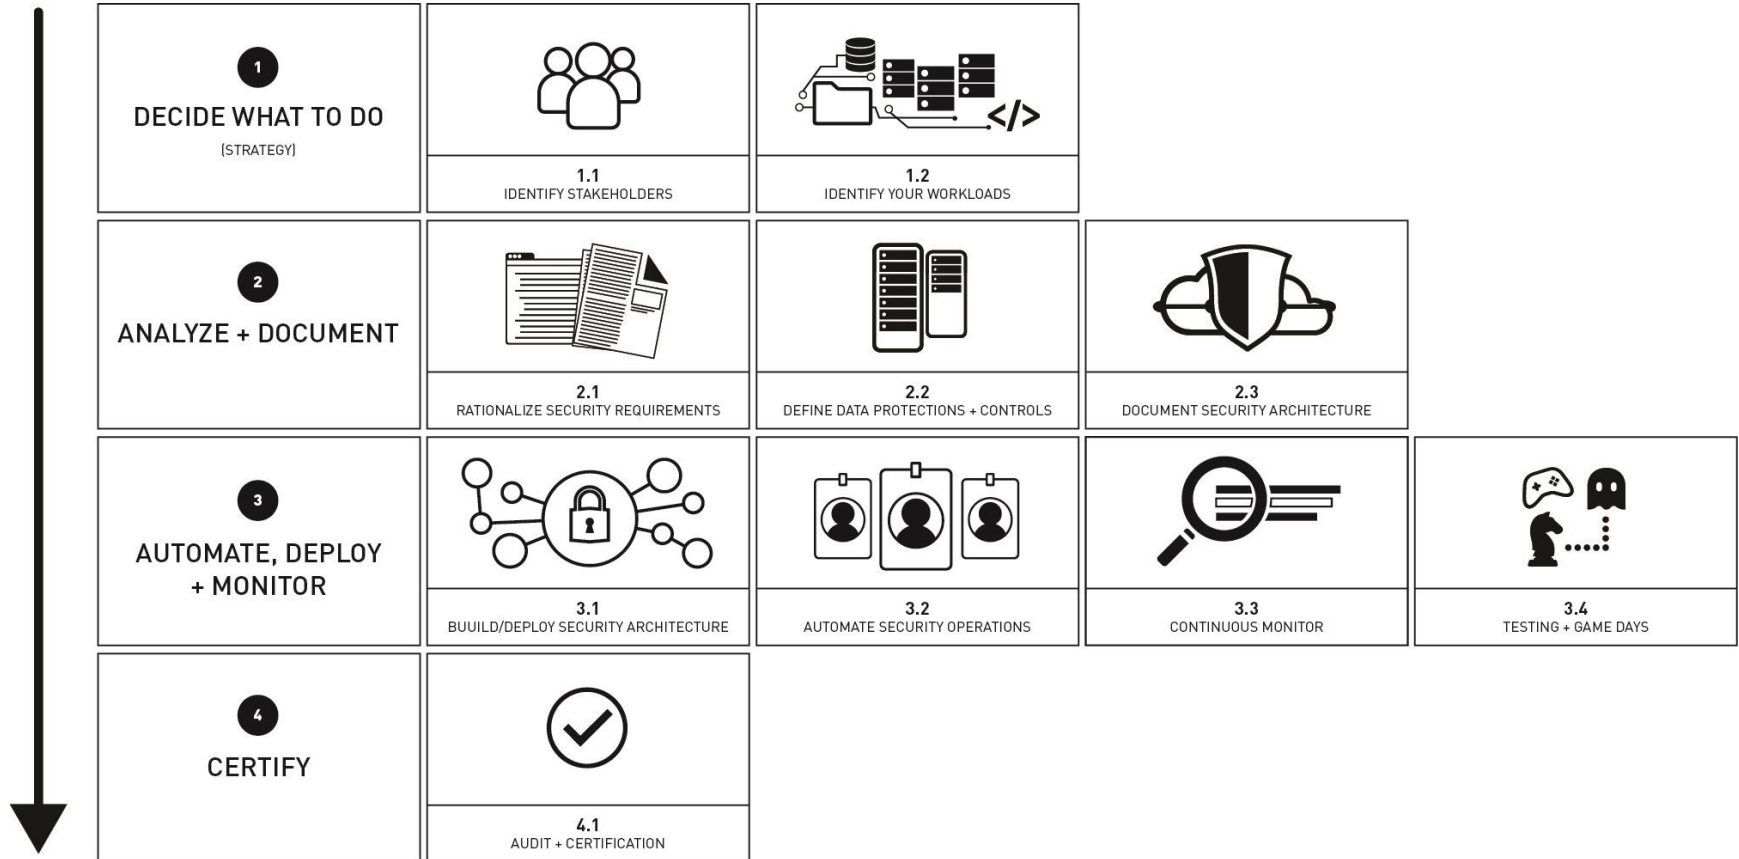 1
DECIDE WHAT TO DO
(STRATEGY)
1.1
IDENTIFY STAKEHOLDERS
1.2
IDENTIFY YOUR WORKLOADS
</>
2
ANALYZE + DOCUMENT
2.1
RATIONALIZE SECURITY REQUIREMENTS
2.2
DEFINE DATA PROTECTIONS + CONTROLS
2.3
DOCUMENT SECURITY ARCHITECTURE
3
AUTOMATE, DEPLOY
+ MONITOR
3.1
BUUILD/DEPLOY SECURITY ARCHITECTURE
3.2
AUTOMATE SECURITY OPERATIONS
3.3
CONTINUOUS MONITOR
3.4
TESTING + GAME DAYS
4
CERTIFY
4.1
AUDIT + CERTIFICATION